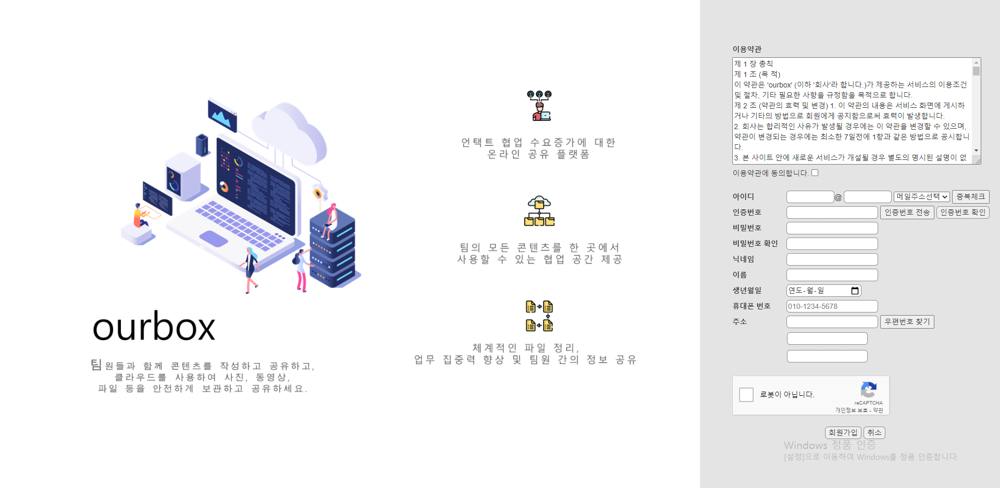 ourbox
팀원들과 함께 콘텐츠를 작성하고 공유하고,
클라우드를 사용하여 사진, 동영상,
파일 등을 안전하게 보관하고 공유하세요.
언택트 협업 수요증가에 대한
온라인 공유 플랫폼
팀의 모든 콘텐츠를 한 곳에서
사용할 수 있는 협업 공간 제공
체계적인 파일 정리,
업무 집중력 향상 및 팀원 간의 정보 공유
이용약관
제 1 장 총칙
제 1 조 (목 적)
이 약관은 'ourbox' (이하 '회사'라 합니다.)가 제공하는 서비스의 이용조건
및 절차, 기타 필요한 사항을 규정함을 목적으로 합니다.
제 2 조 (약관의 효력 및 변경) 1. 이 약관의 내용은 서비스 화면에 게시하
거나 기타의 방법으로 회원에게 공지함으로써 효력이 발생합니다.
2. 회사는 합리적인 사유가 발생될 경우에는 이 약관을 변경할 수 있으며,
약관이 변경되는 경우에는 최소한 7일전에 1항과 같은 방법으로 공시합니
다.
3. 본 사이트 안에 새로운 서비스가 개설될 경우 별도의 명시된 설명이 없
이용약관에 동의합니다.
아이디 @ 메일주소선택 중복체크
인증번호 인증번호 전송 인증번호 확인
비밀번호
비밀번호 확인
닉네임
이름
생년월일 연도-월-일
휴대폰 번호 010-1234-5678
주소 우편번호 찾기
로봇이 아닙니다.
reCAPTCHA
개인정보 보호 - 약관
회원가입 취소
Windows 정품 인증
[설정]으로 이동하여 Windows를 정품 인증합니다.